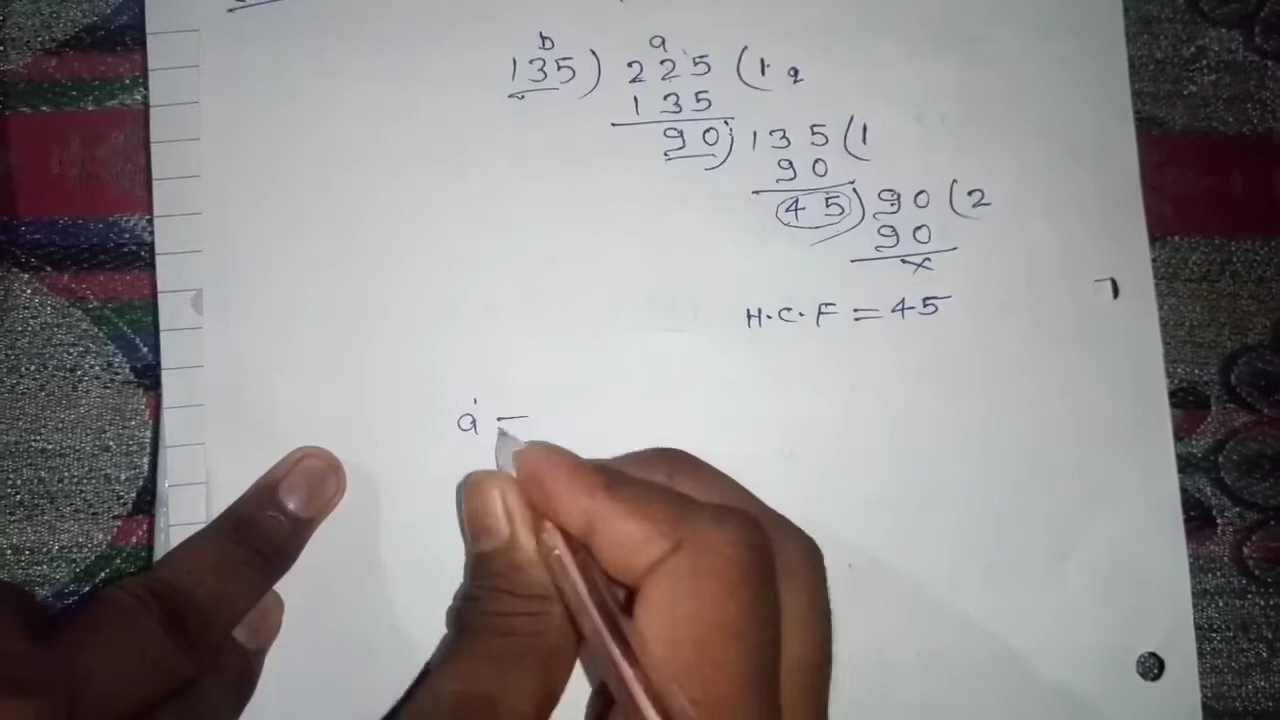 b a
135) 225 (1 q
135
90) 135 (1
90
45) 90 (2
90
×
H.C.F = 45
a =